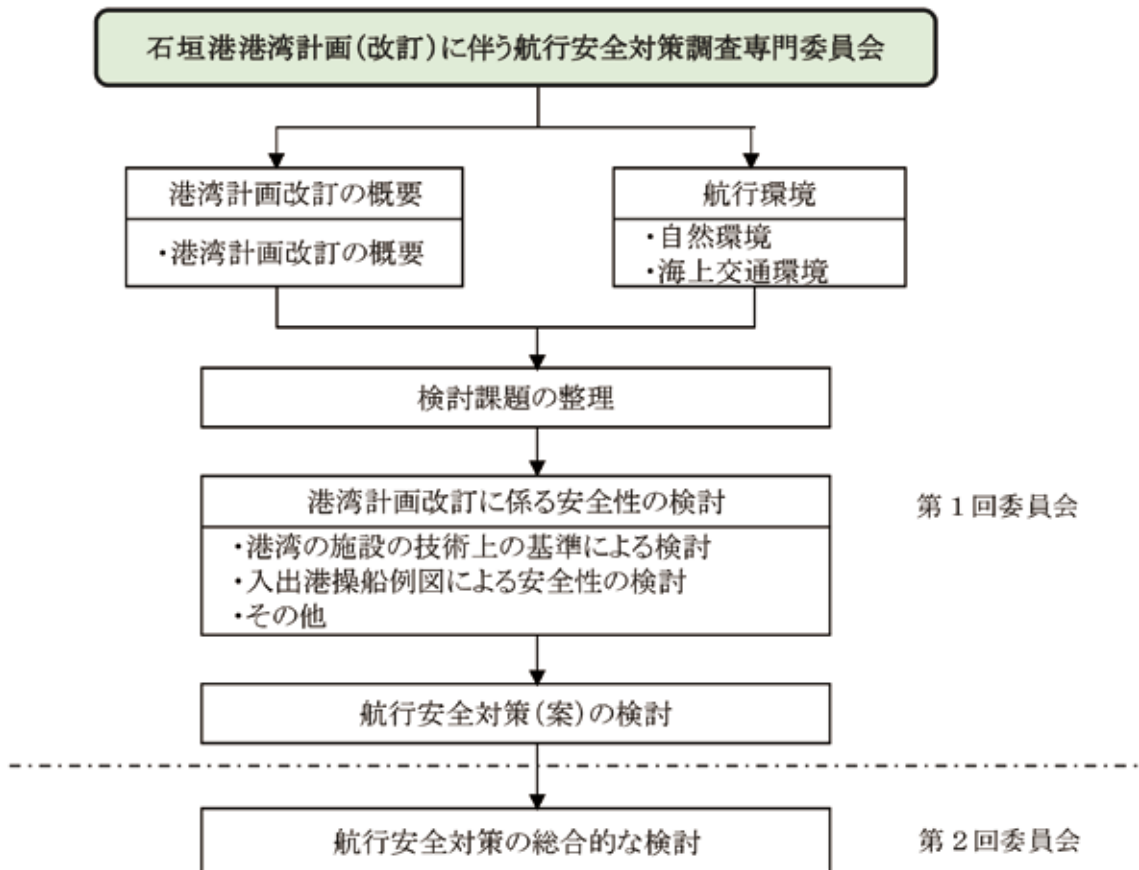 石垣港港湾計画(改訂)に伴う航行安全対策調査専門委員会
港湾計画改訂の概要
・港湾計画改訂の概要
航行環境
・自然環境
・海上交通環境
検討課題の整理
港湾計画改訂に係る安全性の検討
・港湾の施設の技術上の基準による検討
・入出港操船例図による安全性の検討
・その他
第1回委員会
航行安全対策(案)の検討
航行安全対策の総合的な検討
第2回委員会